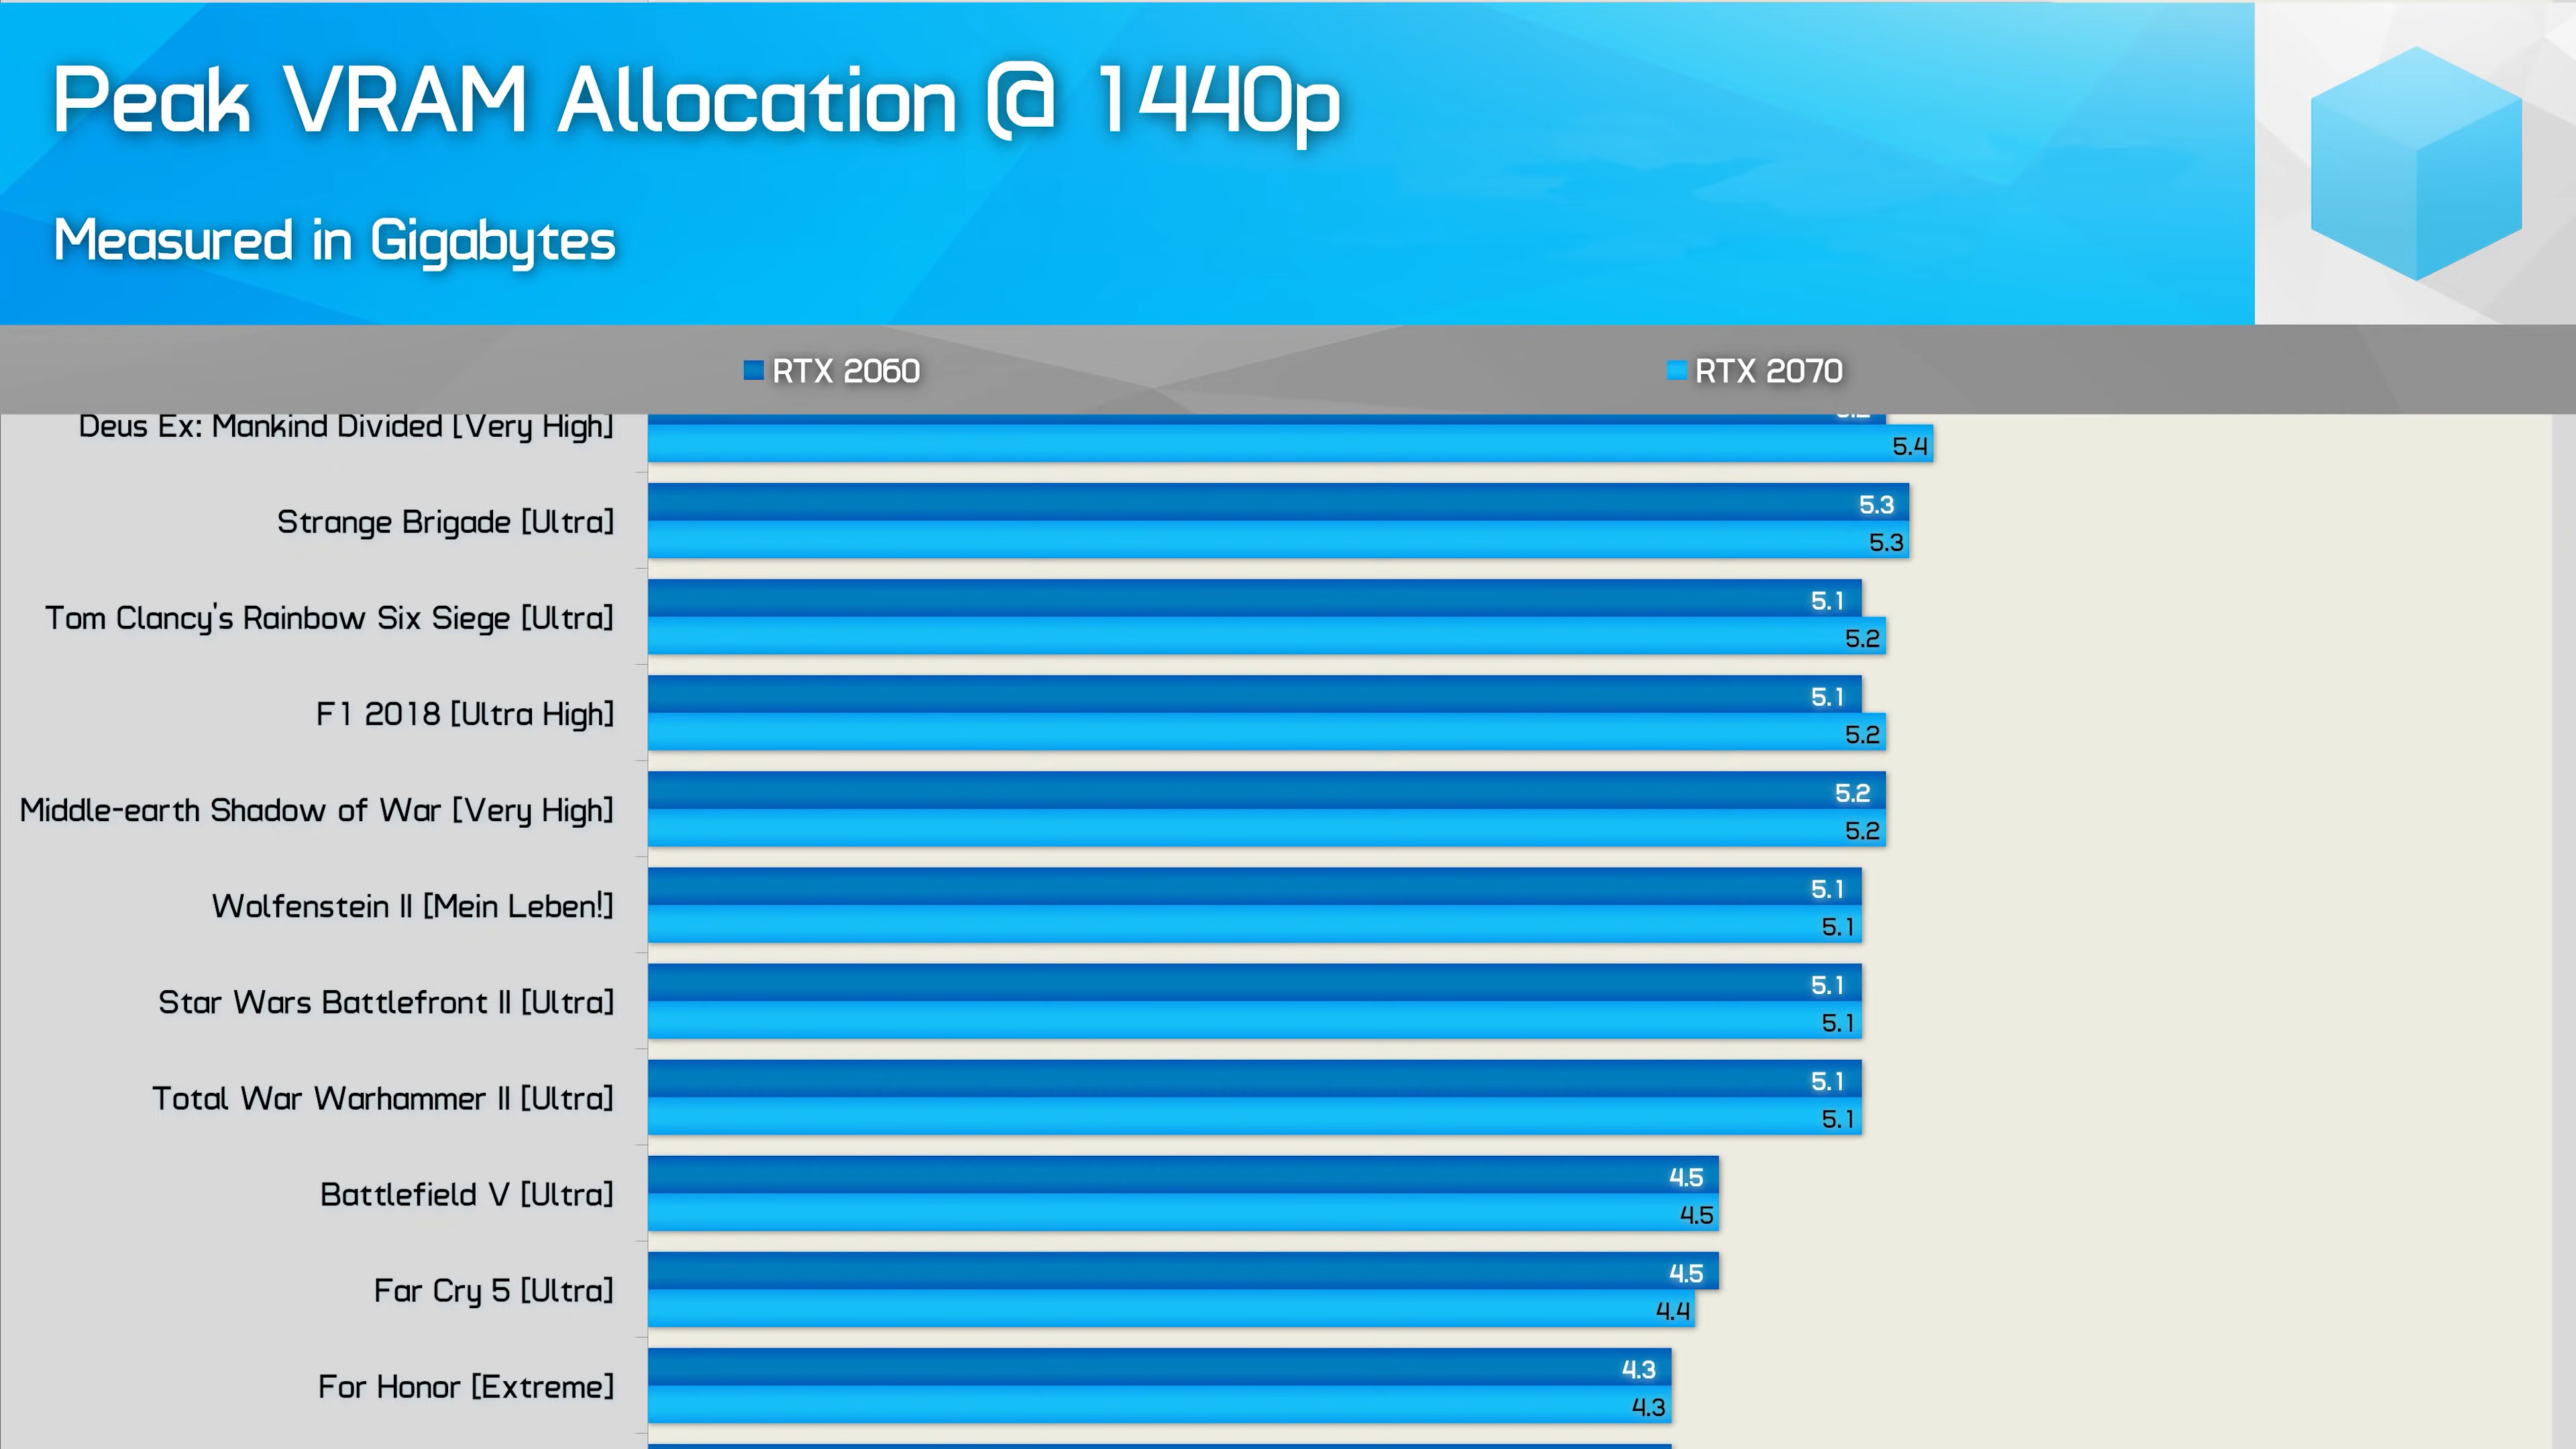 Peak VRAM Allocation @ 1440p
Measured in Gigabytes
RTX 2060 RTX 2070
Deus Ex: Mankind Divided [Very High]
5.4
Strange Brigade [Ultra] 5.3
5.3
Tom Clancy's Rainbow Six Siege [Ultra] 5.1
5.2
F1 2018 [Ultra High] 5.1
5.2
Middle-earth Shadow of War [Very High] 5.2
5.2
Wolfenstein II [Mein Leben!] 5.1
5.1
Star Wars Battlefront II [Ultra] 5.1
5.1
Total War Warhammer II [Ultra] 5.1
5.1
Battlefield V [Ultra] 4.5
4.5
Far Cry 5 [Ultra] 4.5
4.4
For Honor [Extreme] 4.3
4.3